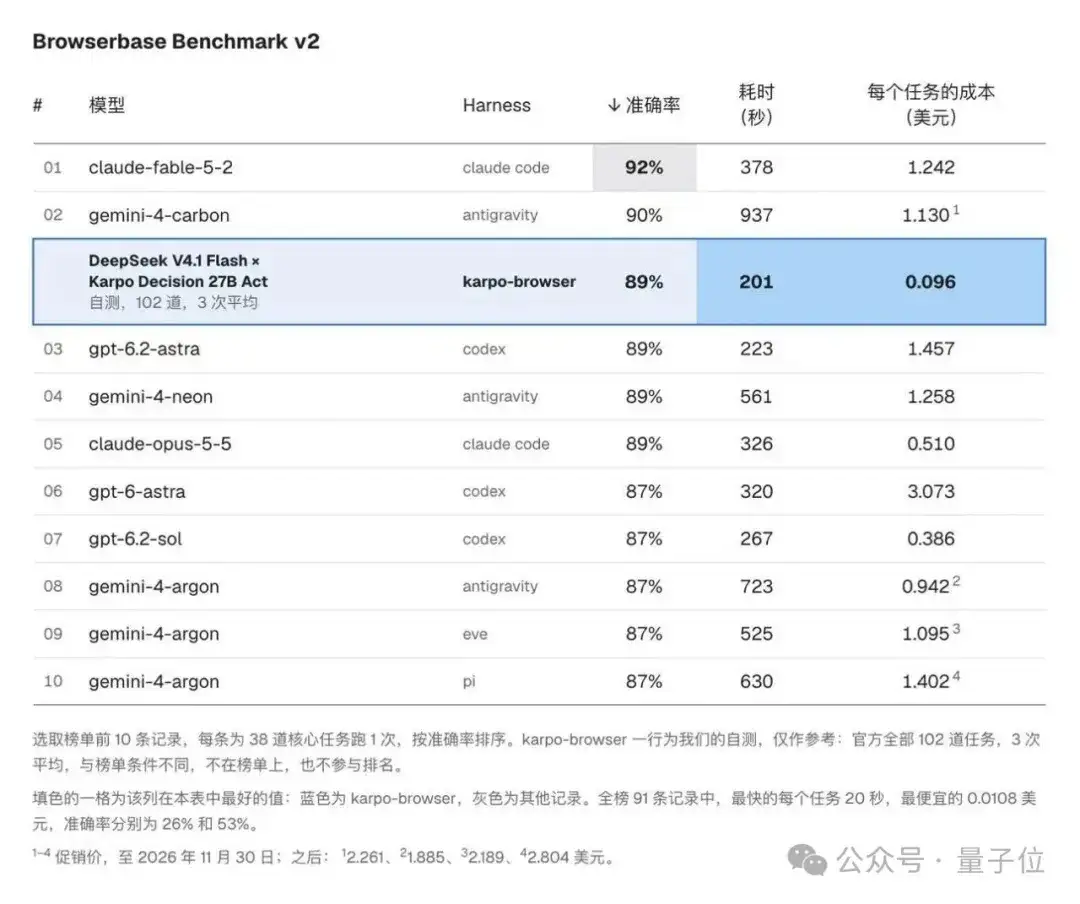 Browserbase Benchmark v2
# 模型 Harness ↓ 准确率 耗时（秒） 每个任务的成本（美元）
01 claude-fable-5-2 claude code 92% 378 1.242
02 gemini-4-carbon antigravity 90% 937 1.130¹
DeepSeek V4.1 Flash ×
Karpo Decision 27B Act karpo-browser 89% 201 0.096
自测，102 道，3 次平均
03 gpt-6.2-astra codex 89% 223 1.457
04 gemini-4-neon antigravity 89% 561 1.258
05 claude-opus-5-5 claude code 89% 326 0.510
06 gpt-6-astra codex 87% 320 3.073
07 gpt-6.2-sol codex 87% 267 0.386
08 gemini-4-argon antigravity 87% 723 0.942²
09 gemini-4-argon eve 87% 525 1.095³
10 gemini-4-argon pi 87% 630 1.402⁴
选取榜单前 10 条记录，每条为 38 道核心任务跑 1 次，按准确率排序。karpo-browser 一行为我们的自测，仅作参考：官方全部 102 道任务，3 次
平均，与榜单条件不同，不在榜单上，也不参与排名。
填色的一格为该列在本表中最好的值：蓝色为 karpo-browser，灰色为其他记录。全榜 91 条记录中，最快的每个任务 20 秒，最便宜的 0.0108 美
元，准确率分别为 26% 和 53%。
¹⁻⁴ 促销价，至 2026 年 11 月 30 日；之后：¹2.261、²1.885、³2.189、⁴2.804 美元。
公众号 · 量子位